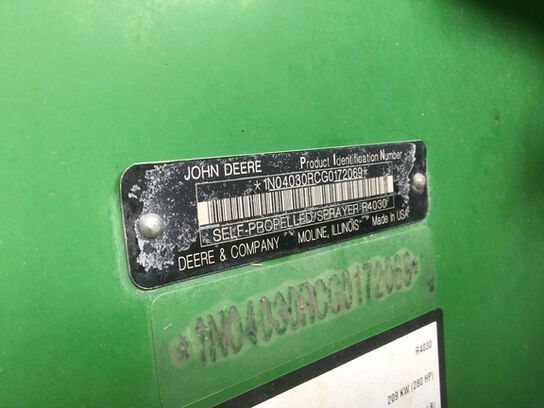 JOHN DEERE Product Identification Number
*1N04030RCG0172069*
* SELF-PROPELLED/SPRAYER R4030 *
DEERE & COMPANY MOLINE, ILLINOIS Made In USA
*1N04030RCG0172069*
R4030
209 KW (280 HP)